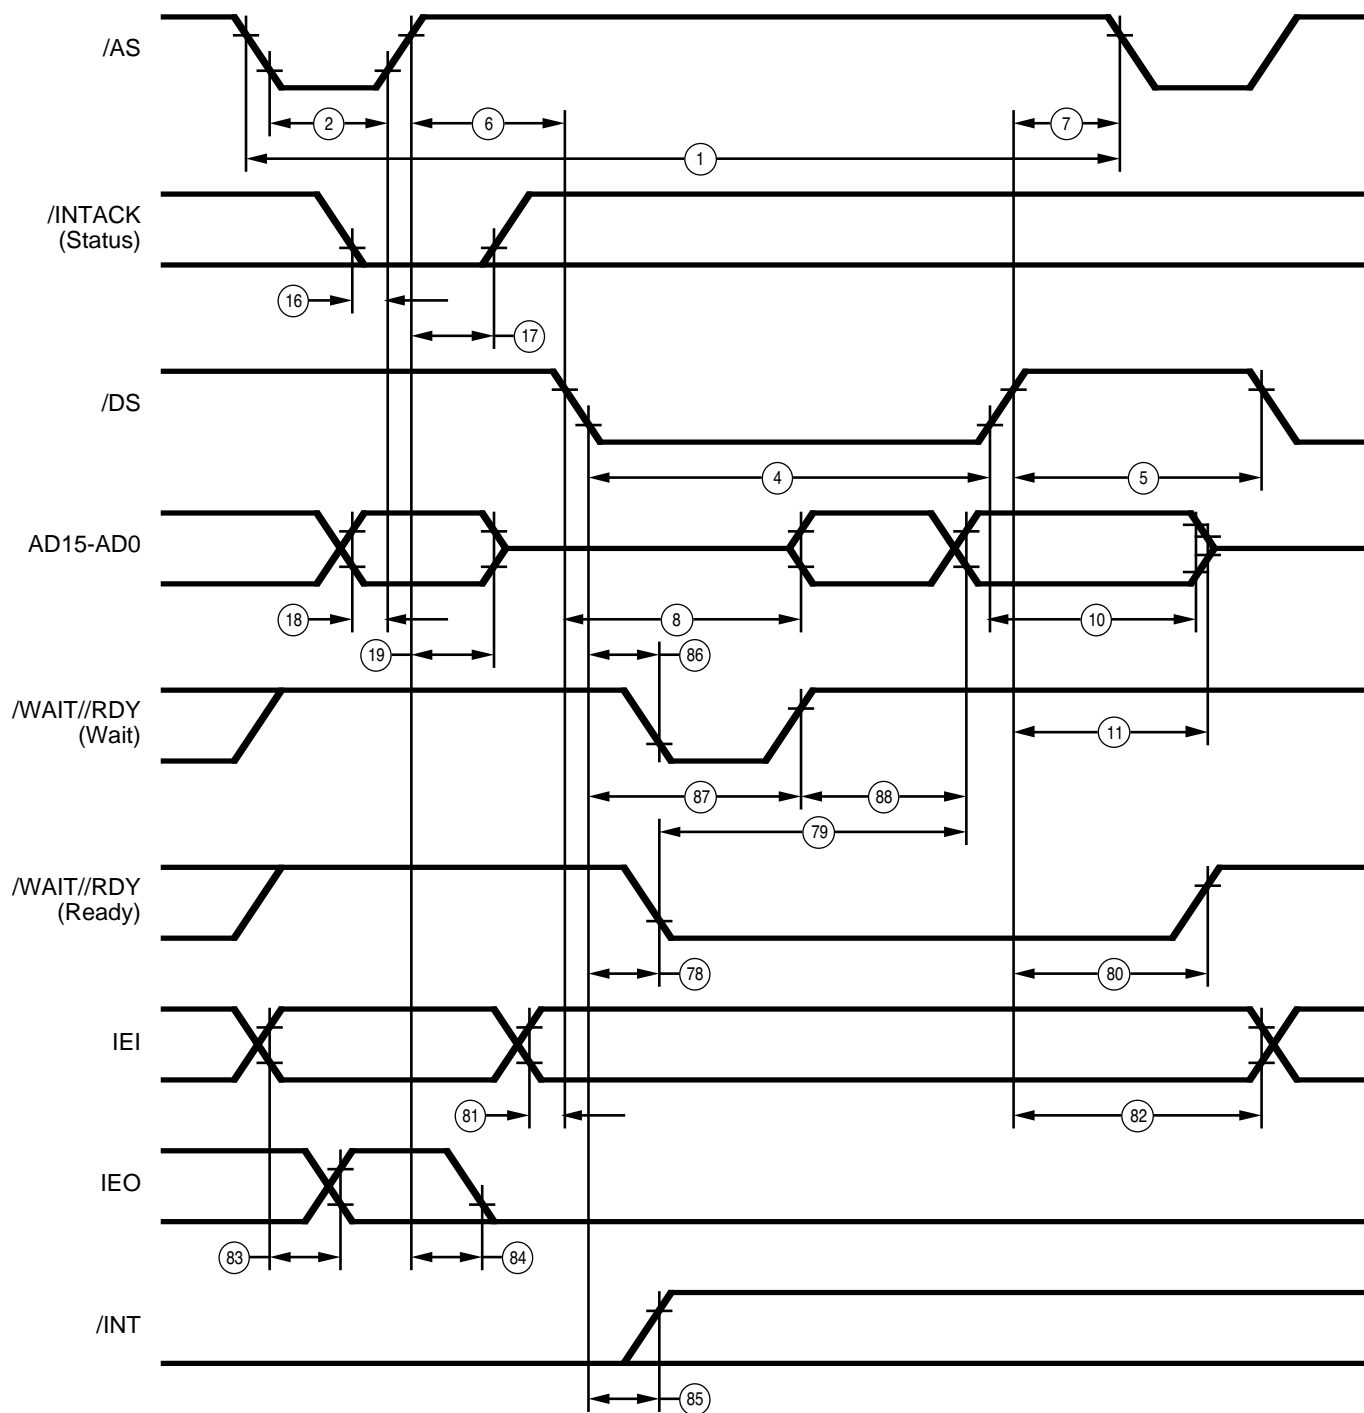 /AS
2
6
7
1
/INTACK
(Status)
16
17
/DS
4
5
AD15-AD0
18
8
10
19
86
/WAIT//RDY
(Wait)
11
87
88
79
/WAIT//RDY
(Ready)
78
80
IEI
81
82
IEO
83
84
/INT
85